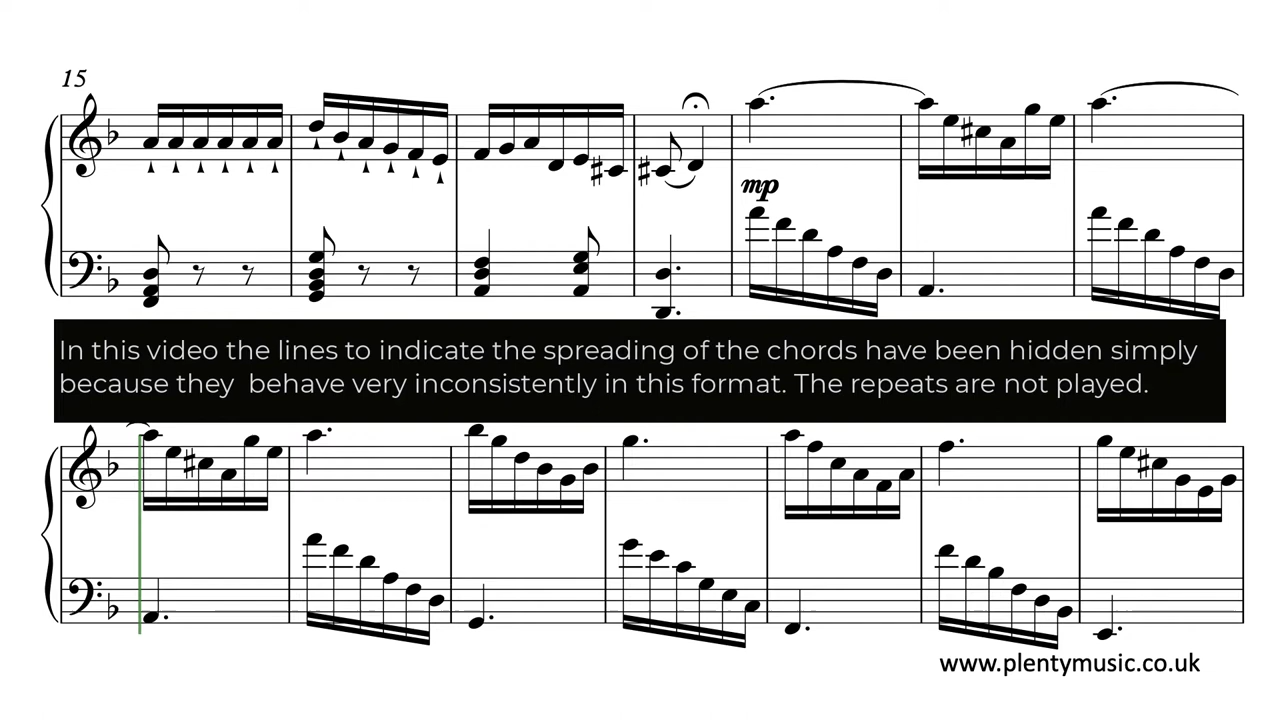 15
mp
In this video the lines to indicate the spreading of the chords have been hidden simply
because they  behave very inconsistently in this format. The repeats are not played.
www.plentymusic.co.uk